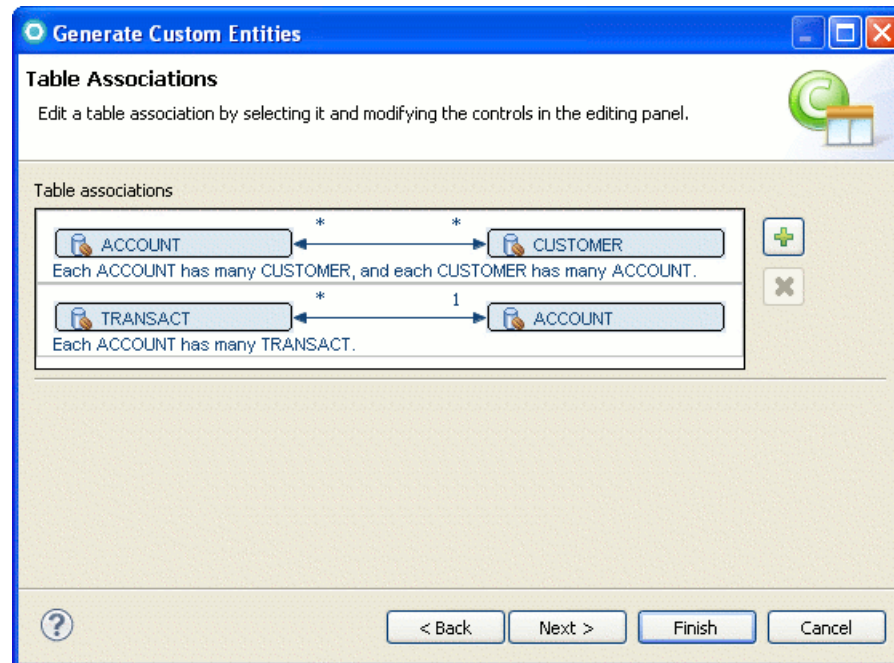 Generate Custom Entities
Table Associations
Edit a table association by selecting it and modifying the controls in the editing panel.
Table associations
* *
ACCOUNT CUSTOMER
Each ACCOUNT has many CUSTOMER, and each CUSTOMER has many ACCOUNT.
* 1
TRANSACT ACCOUNT
Each ACCOUNT has many TRANSACT.
? < Back Next > Finish Cancel